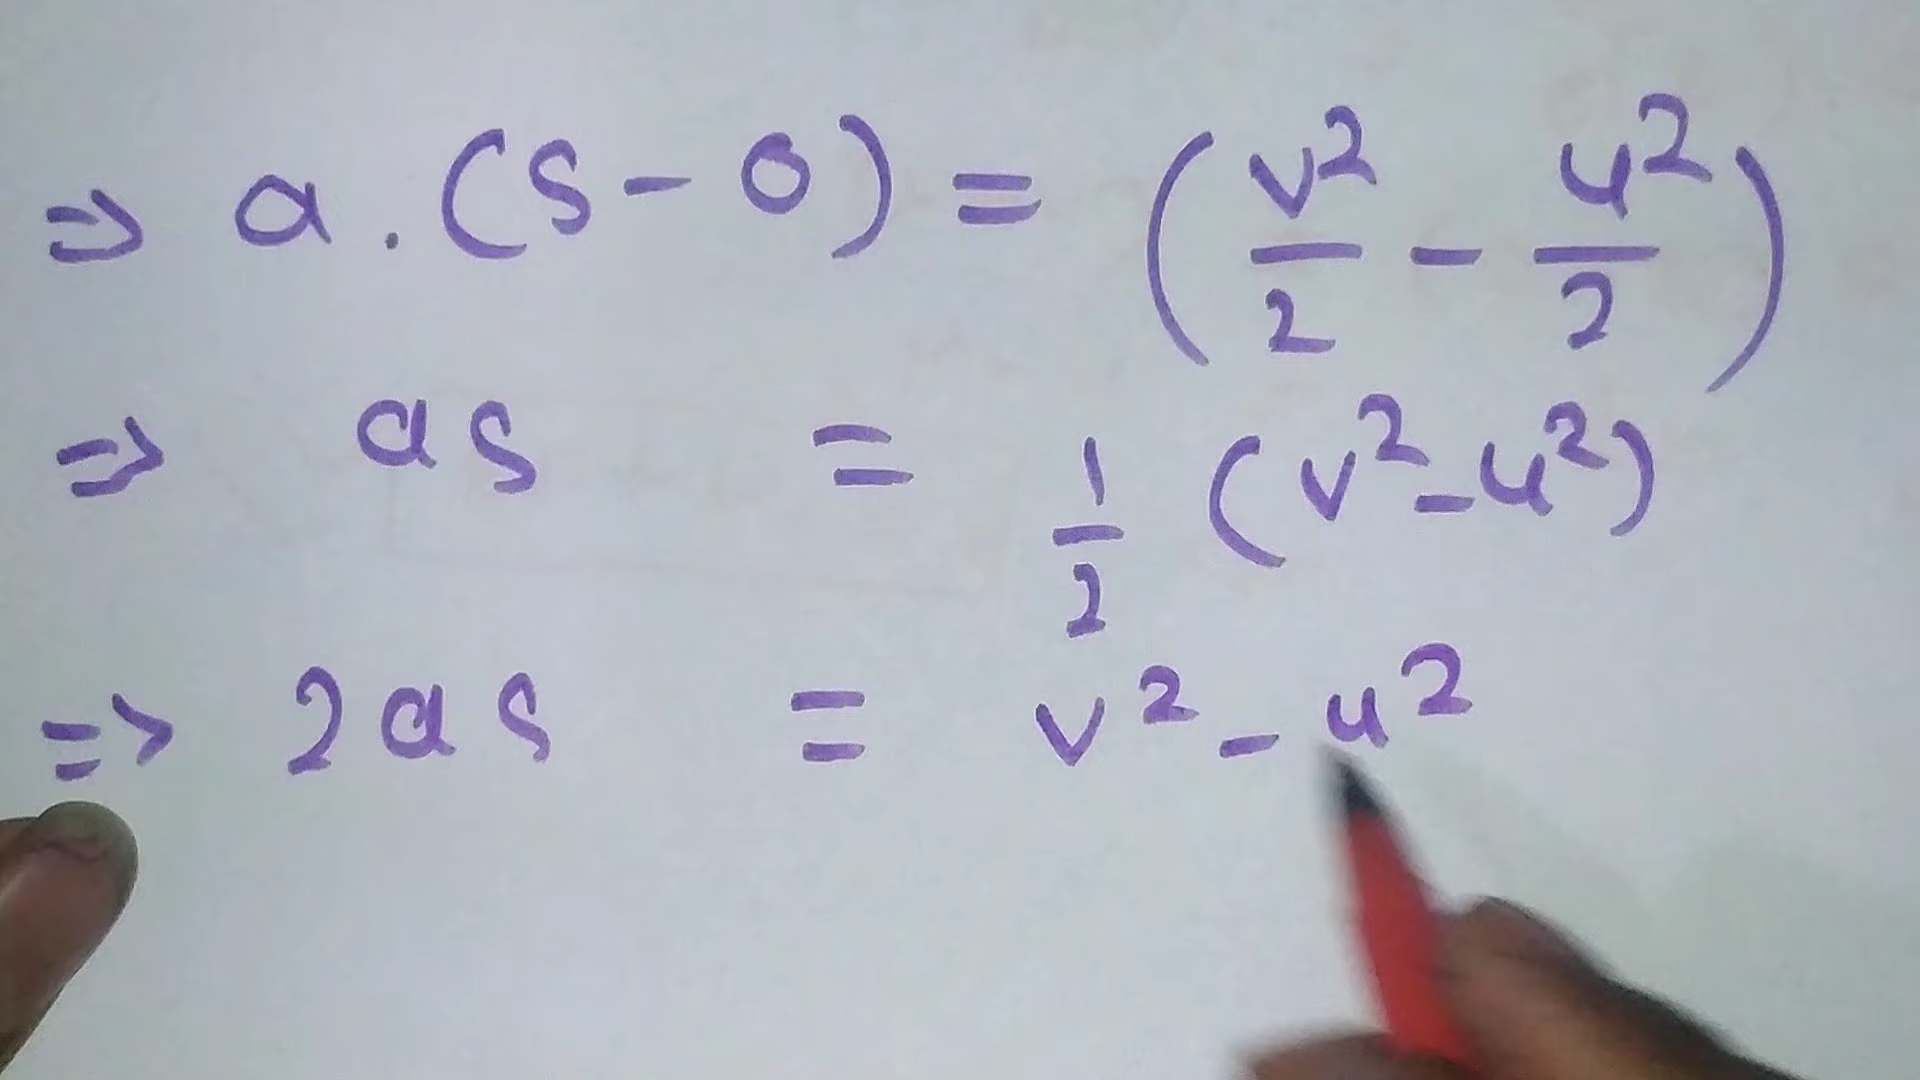 ⇒ a . (s - 0) = (v²/2 - u²/2)
⇒ as = 1/2 (v² - u²)
⇒ 2as = v² - u²